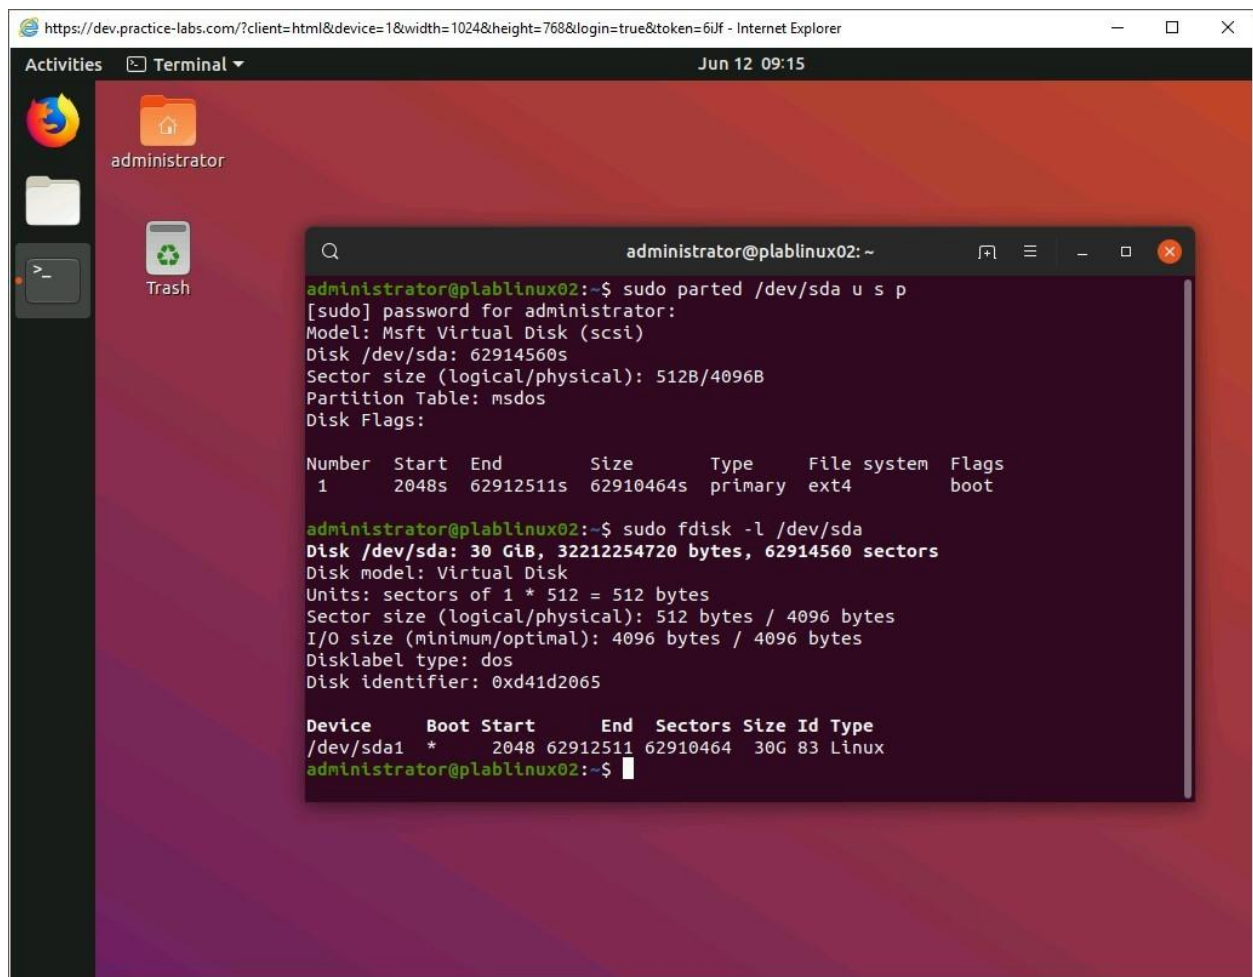 https://dev.practice-labs.com/?client=html&device=1&width=1024&height=768&login=true&token=6iJf - Internet Explorer
Activities Terminal Jun 12 09:15
administrator
Trash
administrator@plablinux02: ~
administrator@plablinux02:~$ sudo parted /dev/sda u s p
[sudo] password for administrator:
Model: Msft Virtual Disk (scsi)
Disk /dev/sda: 62914560s
Sector size (logical/physical): 512B/4096B
Partition Table: msdos
Disk Flags:
Number  Start  End        Size       Type     File system  Flags
 1      2048s  62912511s  62910464s  primary  ext4         boot
administrator@plablinux02:~$ sudo fdisk -l /dev/sda
Disk /dev/sda: 30 GiB, 32212254720 bytes, 62914560 sectors
Disk model: Virtual Disk
Units: sectors of 1 * 512 = 512 bytes
Sector size (logical/physical): 512 bytes / 4096 bytes
I/O size (minimum/optimal): 4096 bytes / 4096 bytes
Disklabel type: dos
Disk identifier: 0xd41d2065
Device     Boot Start      End  Sectors Size Id Type
/dev/sda1  *     2048 62912511 62910464  30G 83 Linux
administrator@plablinux02:~$